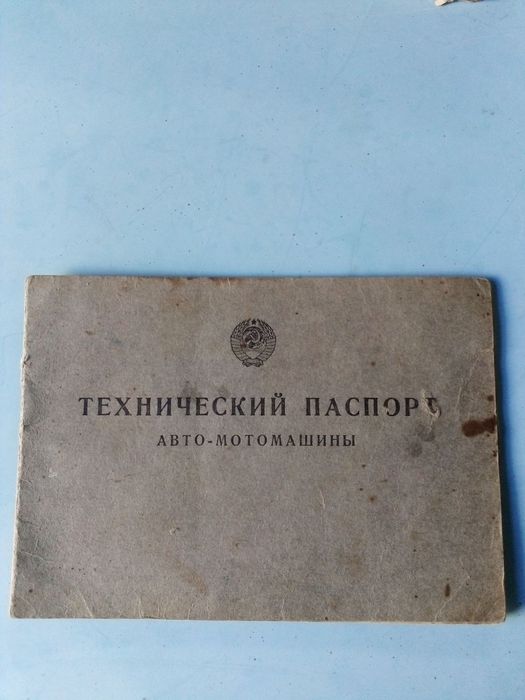 ТЕХНИЧЕСКИЙ ПАСПОРТ
АВТО-МОТОМАШИНЫ